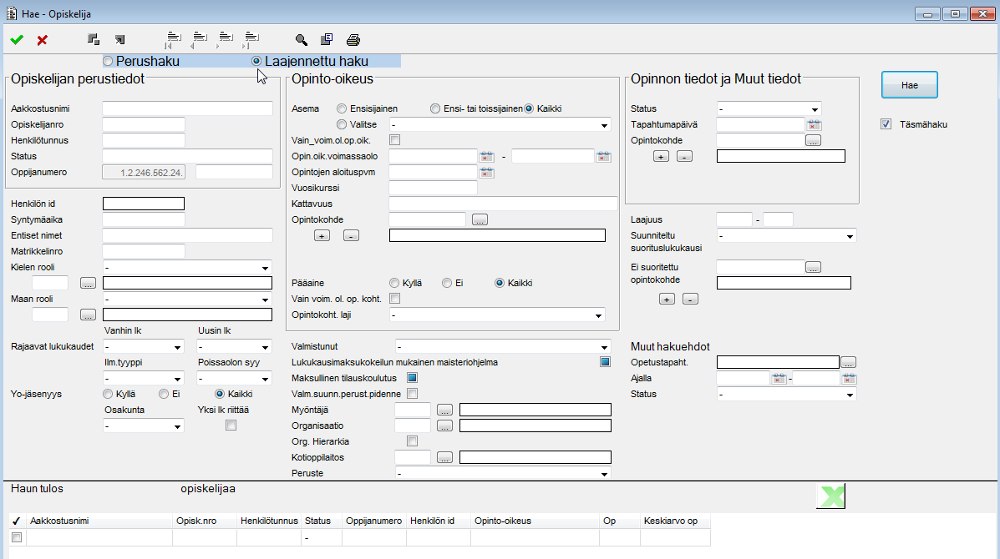 Hae - Opiskelija
Perushaku Laajennettu haku
Opiskelijan perustiedot
Aakkostusnimi
Opiskelijanro
Henkilötunnus
Status
Oppijanumero 1.2.246.562.24.
Henkilön id
Syntymäaika
Entiset nimet
Matrikkelinro
Kielen rooli -
...
Maan rooli -
...
Vanhin lk Uusin lk
Rajaavat lukukaudet - -
Ilm.tyyppi Poissaolon syy
- -
Yo-jäsenyys Kyllä Ei Kaikki
Osakunta Yksi lk riittää
-
Opinto-oikeus
Asema Ensisijainen Ensi- tai toissijainen Kaikki
Valitse -
Vain_voim.ol.op.oik.
Opin.oik.voimassaolo -
Opintojen aloituspvm
Vuosikurssi
Kattavuus
Opintokohde ...
+ -
Pääaine Kyllä Ei Kaikki
Vain voim. ol. op. koht.
Opintokoht. laji -
Valmistunut -
Lukukausimaksukokeilun mukainen maisteriohjelma
Maksullinen tilauskoulutus
Valm.suunn.perust.pidenne
Myöntäjä ...
Organisaatio ...
Org. Hierarkia
Kotioppilaitos ...
Peruste -
Opinnon tiedot ja Muut tiedot
Status -
Tapahtumapäivä
Opintokohde ...
+ -
Laajuus -
Suunniteltu -
suorituslukukausi
Ei suoritettu ...
opintokohde
+ -
Muut hakuehdot
Opetustapaht. ...
Ajalla -
Status -
Hae
Täsmähaku
Haun tulos opiskelijaa
Aakkostusnimi Opisk.nro Henkilötunnus Status Oppijanumero Henkilön id Opinto-oikeus Op Keskiarvo op
-